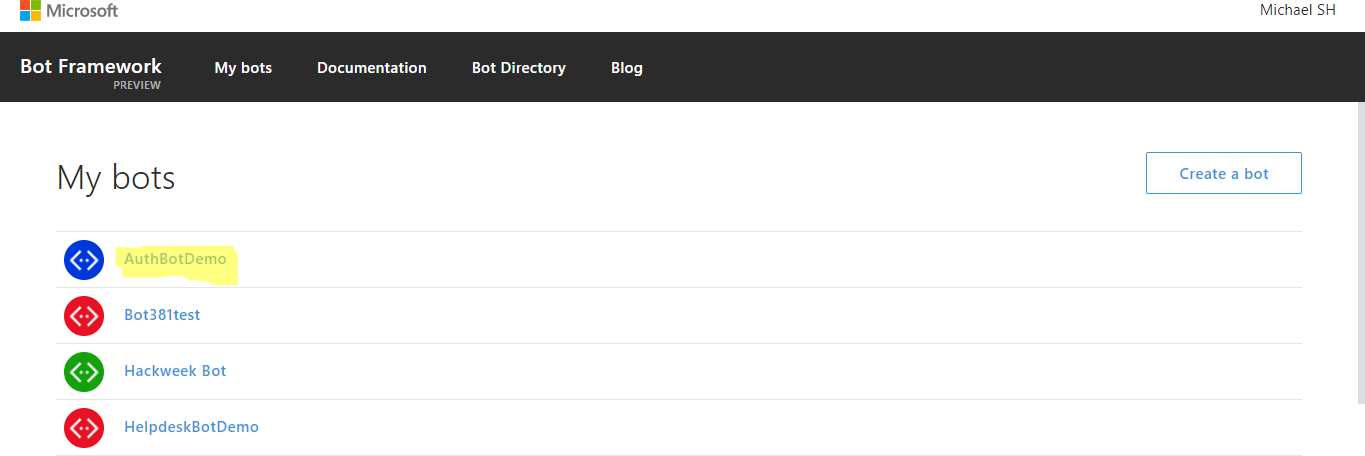 Microsoft
Michael SH
Bot Framework
PREVIEW
My bots
Documentation
Bot Directory
Blog
My bots
Create a bot
AuthBotDemo
Bot381test
Hackweek Bot
HelpdeskBotDemo